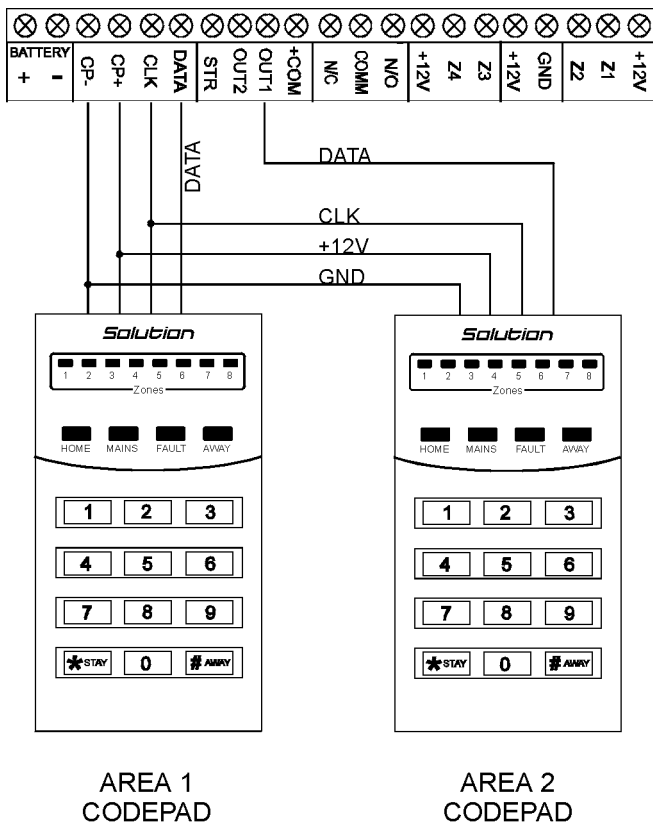 BATTERY
+ -
CP-
CP+
CLK
DATA
STR
OUT2
OUT1
+COM
N/C
COMM
N/O
+12V
Z4
Z3
+12V
GND
Z2
Z1
+12V
DATA
DATA
CLK
+12V
GND
Solution
1 2 3 4 5 6 7 8
Zones
HOME MAINS FAULT AWAY
1 2 3
4 5 6
7 8 9
*STAY 0 # AWAY
Solution
1 2 3 4 5 6 7 8
Zones
HOME MAINS FAULT AWAY
1 2 3
4 5 6
7 8 9
*STAY 0 # AWAY
AREA 1
CODEPAD
AREA 2
CODEPAD